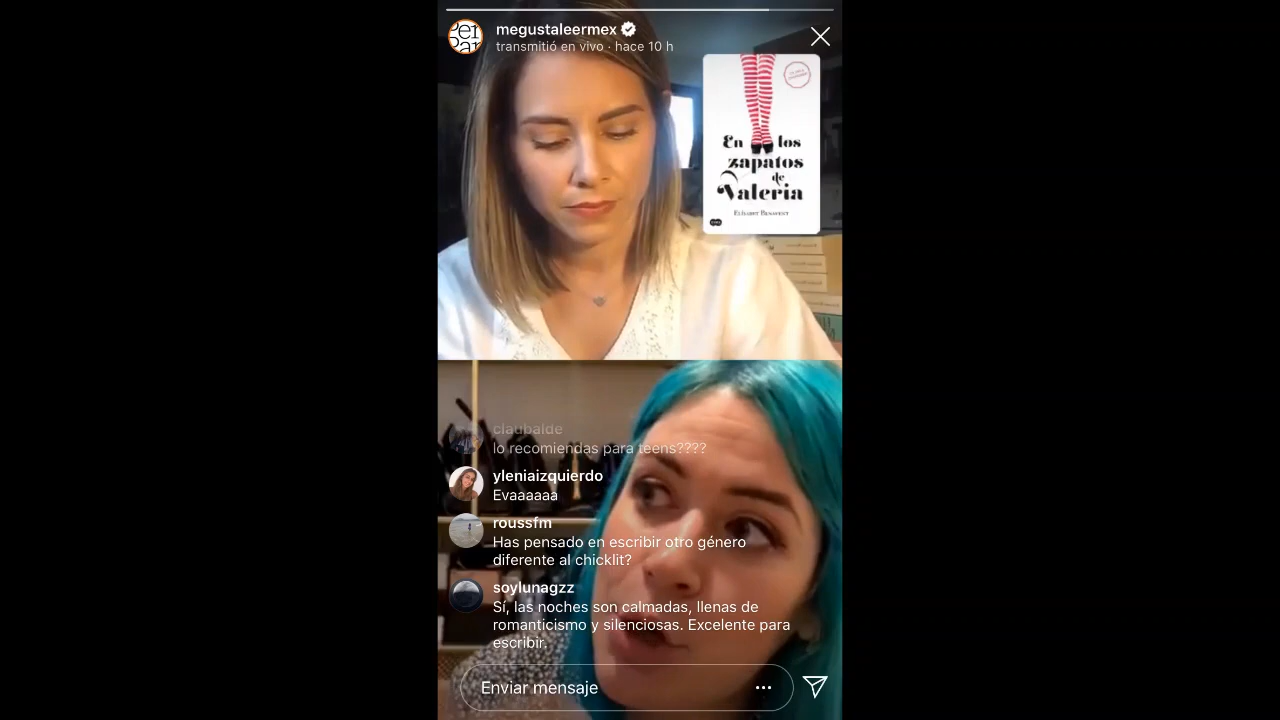 megustaleermex
transmitió en vivo · hace 10 h
En los
zapatos
de
Valeria
Elísabet Benavent
claubalde
lo recomiendas para teens????
yleniaizquierdo
Evaaaaaa
roussfm
Has pensado en escribir otro género
diferente al chicklit?
soylunagzz
Sí, las noches son calmadas, llenas de
romanticismo y silenciosas. Excelente para
escribir.
Enviar mensaje